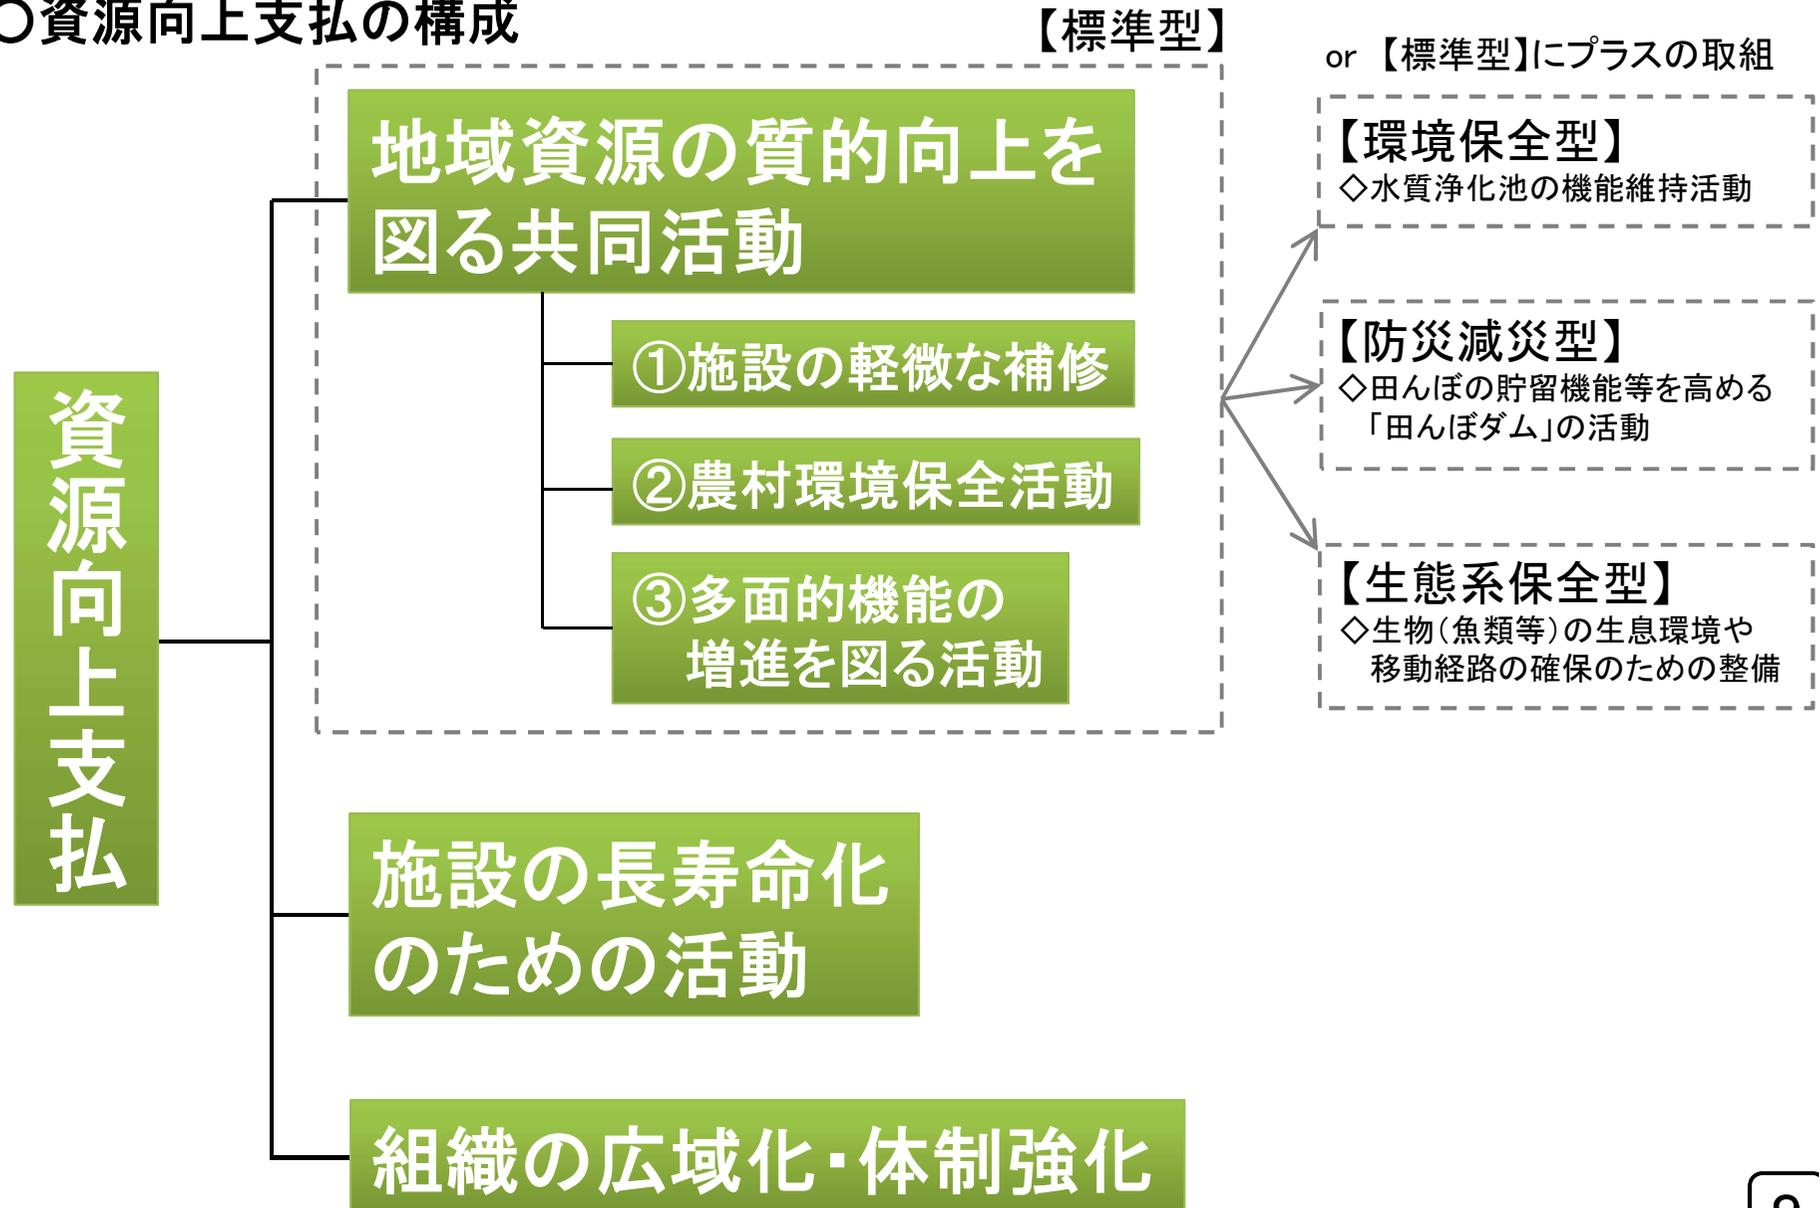 ○資源向上支払の構成
【標準型】
or 【標準型】にプラスの取組
資源向上支払
地域資源の質的向上を
図る共同活動
①施設の軽微な補修
②農村環境保全活動
③多面的機能の
増進を図る活動
施設の長寿命化
のための活動
組織の広域化・体制強化
【環境保全型】
◇水質浄化池の機能維持活動
【防災減災型】
◇田んぼの貯留機能等を高める
「田んぼダム」の活動
【生態系保全型】
◇生物(魚類等)の生息環境や
移動経路の確保のための整備